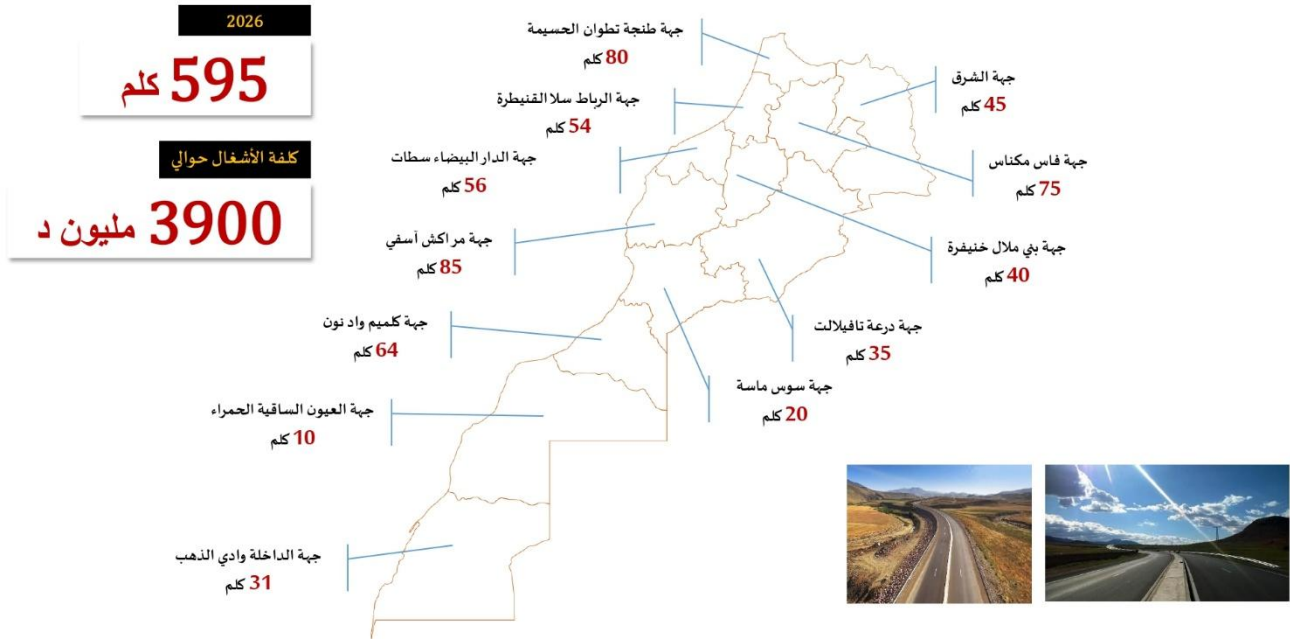 2026
595 كلم
كلفة الأشغال حوالي
3900 مليون د
جهة طنجة تطوان الحسيمة
80 كلم
جهة الشرق
45 كلم
جهة الرباط سلا القنيطرة
54 كلم
جهة الدار البيضاء سطات
56 كلم
جهة فاس مكناس
75 كلم
جهة مراكش آسفي
85 كلم
جهة بني ملال خنيفرة
40 كلم
جهة كلميم واد نون
64 كلم
جهة درعة تافيلالت
35 كلم
جهة سوس ماسة
20 كلم
جهة العيون الساقية الحمراء
10 كلم
جهة الداخلة وادي الذهب
31 كلم